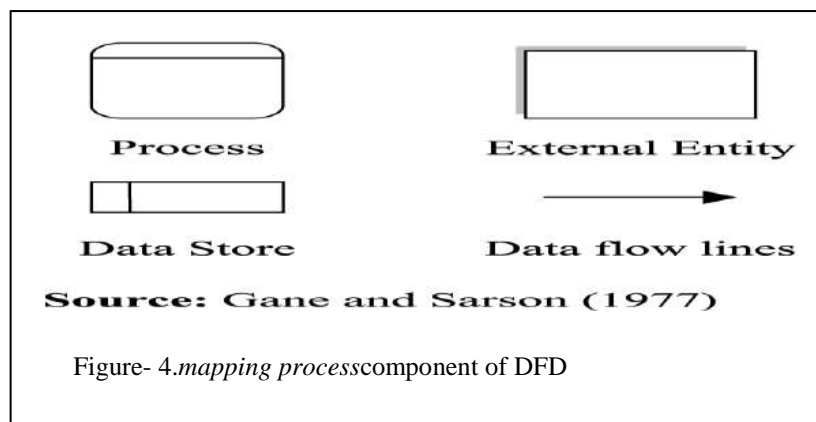 Process External Entity
Data Store Data flow lines
Source: Gane and Sarson (1977)
Figure- 4.mapping processcomponent of DFD